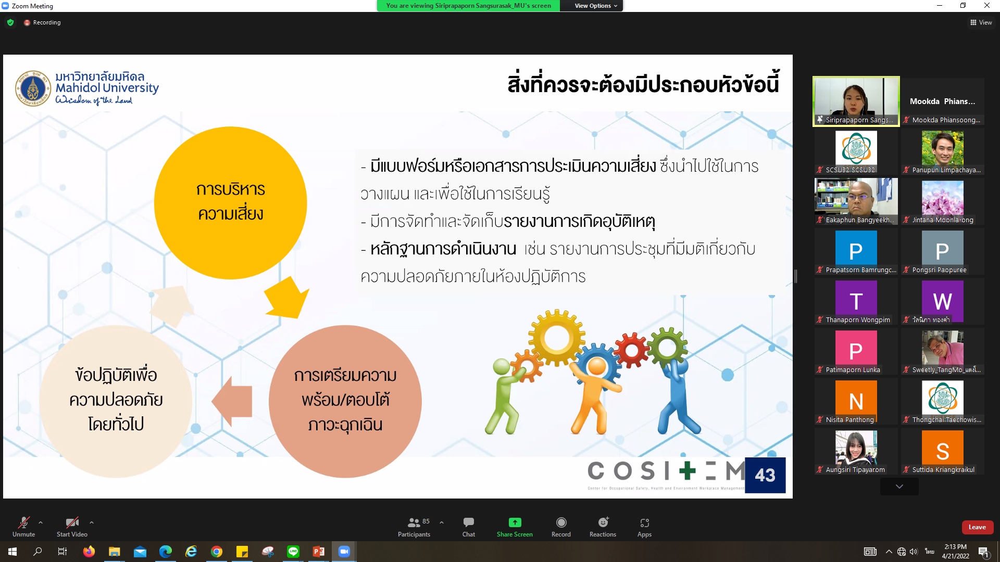 Zoom Meeting
You are viewing Siriprapaporn Sangsurasak_MU's screen
View Options
Recording
View
มหาวิทยาลัยมหิดล
Mahidol University
Wisdom of the Land
สิ่งที่ควรจะต้องมีประกอบหัวข้อนี้
การบริหาร
ความเสี่ยง
- มีแบบฟอร์มหรือเอกสารการประเมินความเสี่ยง ซึ่งนำไปใช้ในการ
วางแผน และเพื่อใช้ในการเรียนรู้
- มีการจัดทำและจัดเก็บรายงานการเกิดอุบัติเหตุ
- หลักฐานการดำเนินงาน เช่น รายงานการประชุมที่มีมติเกี่ยวกับ
ความปลอดภัยภายในห้องปฏิบัติการ
ข้อปฏิบัติเพื่อ
ความปลอดภัย
โดยทั่วไป
การเตรียมความ
พร้อม/ตอบโต้
ภาวะฉุกเฉิน
COSHEM
Center for Occupational Safety, Health and Environment Workplace Management
43
Siriprapaporn Sangs...
Mookda Phians...
Mookda Phiansoong...
SCSU32 SCSU32
Panupun Limpachaya...
Eakaphun Bangyeekh...
Jintana Moonla-ong
P
Prapatsorn Bamrungc...
P
Pongsri Paopuree
T
Thanaporn Wongpim
W
วัลนิภา ทองคำ
P
Patimaporn Lunka
Sweetly_TangMo_แตงโ...
N
Nisita Panthong
Thongchai Taechowis...
Aungsiri Tipayarom
S
Suttida Kriangkraikul
Unmute
Start Video
85
Participants
Chat
Share Screen
Record
Reactions
Apps
Leave
LINE
ไทย
2:13 PM
4/21/2022
1